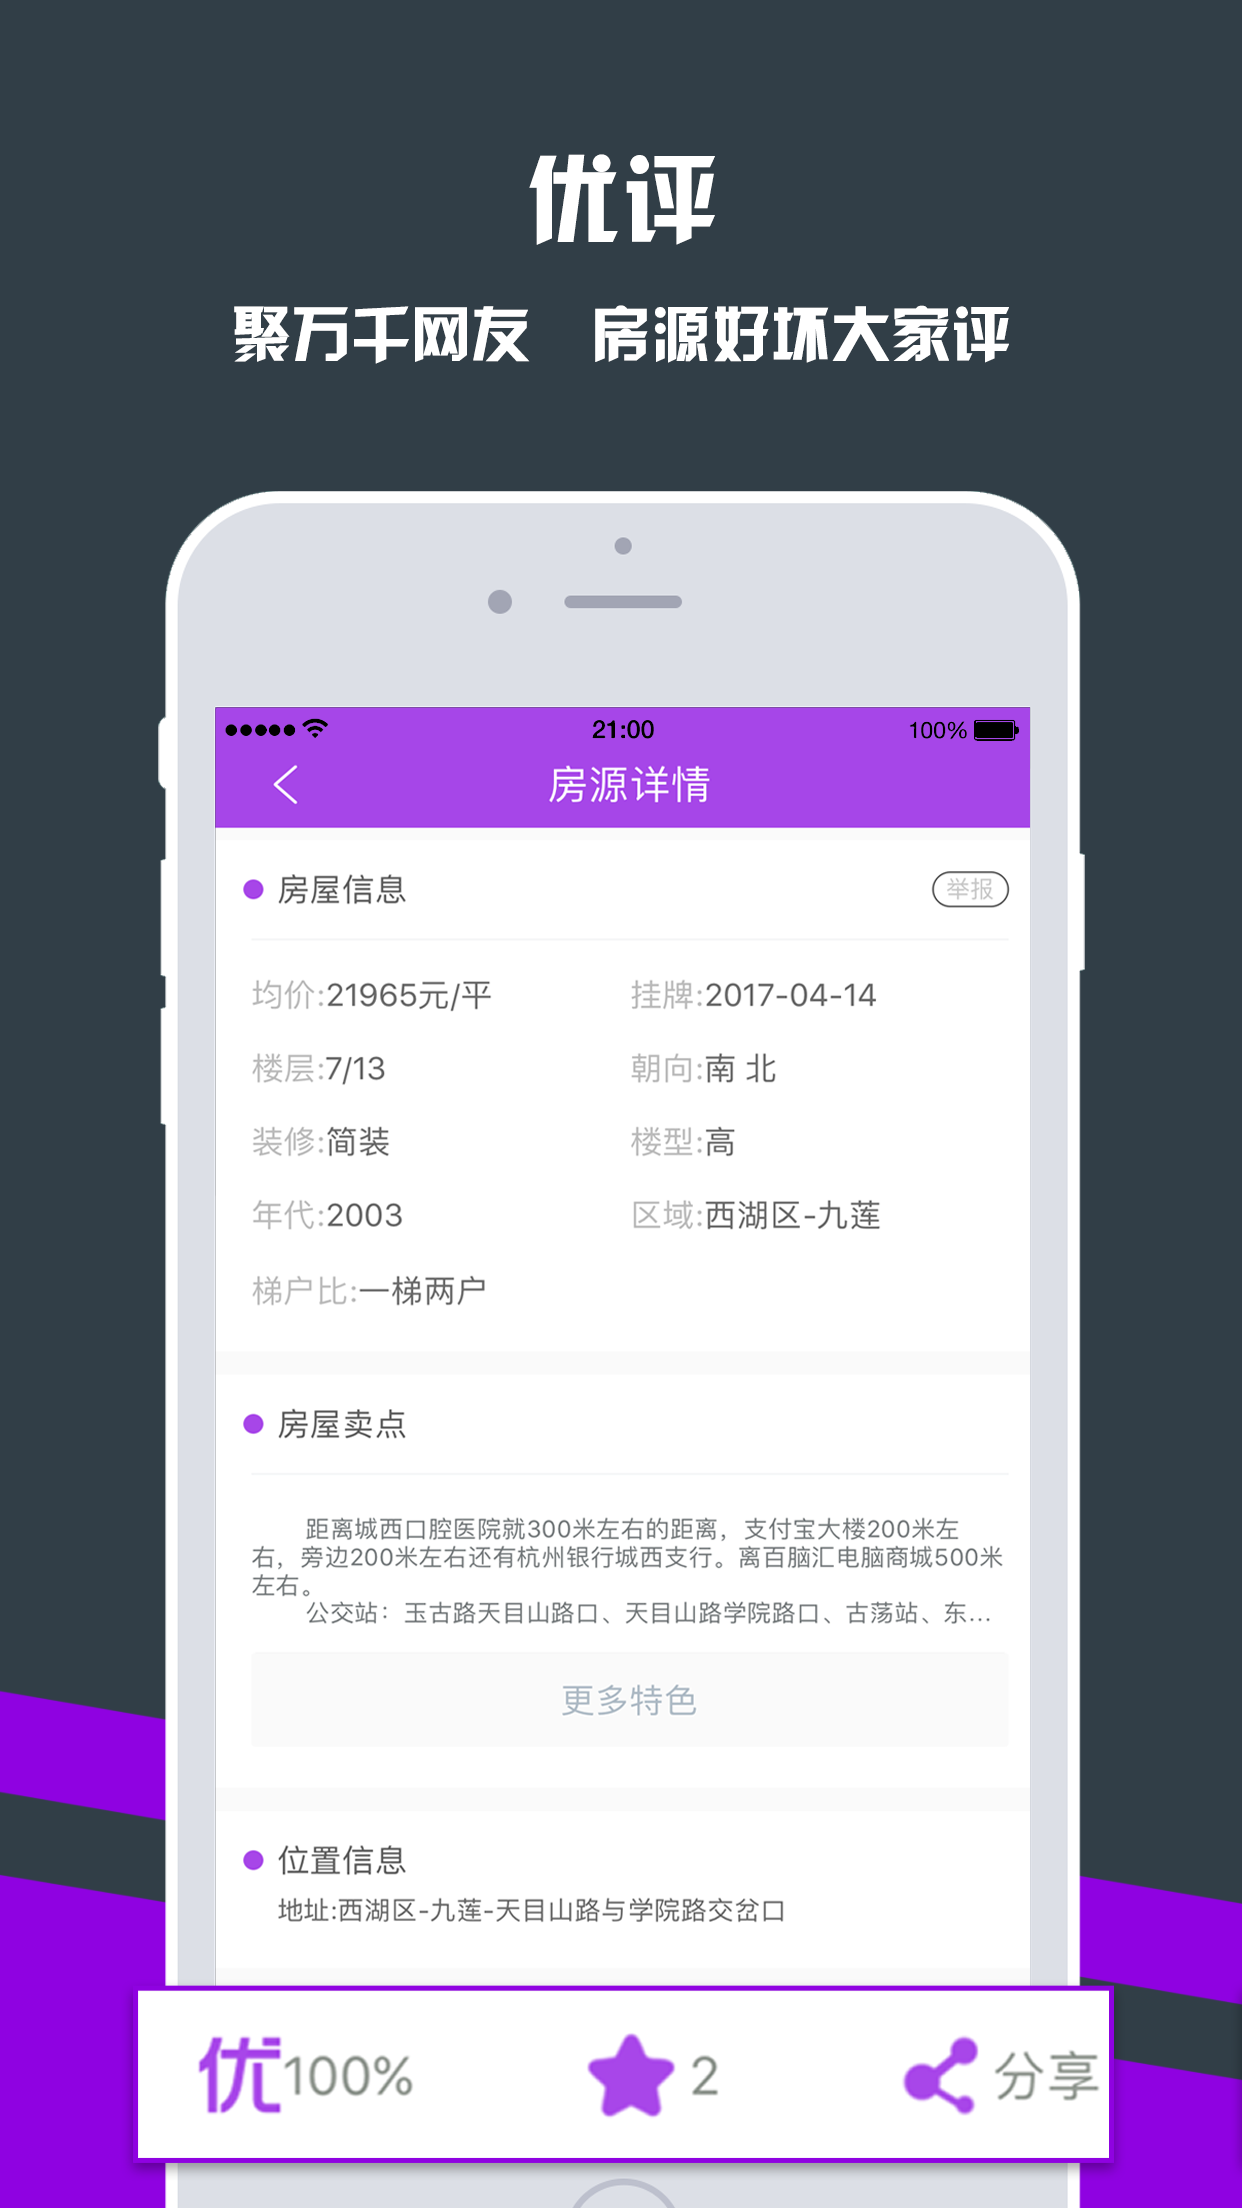 优评
聚万千网友 房源好坏大家评
21:00 100%
房源详情
房屋信息 举报
均价:21965元/平 挂牌:2017-04-14
楼层:7/13 朝向:南 北
装修:简装 楼型:高
年代:2003 区域:西湖区-九莲
梯户比:一梯两户
房屋卖点
距离城西口腔医院就300米左右的距离，支付宝大楼200米左
右，旁边200米左右还有杭州银行城西支行。离百脑汇电脑商城500米
左右。
公交站：玉古路天目山路口、天目山路学院路口、古荡站、东...
更多特色
位置信息
地址:西湖区-九莲-天目山路与学院路交岔口
优100% 2 分享